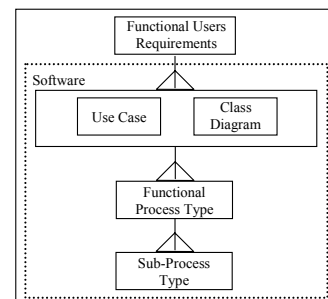 Functional Users
Requirements
Software
Use Case
Class
Diagram
Functional
Process Type
Sub-Process
Type